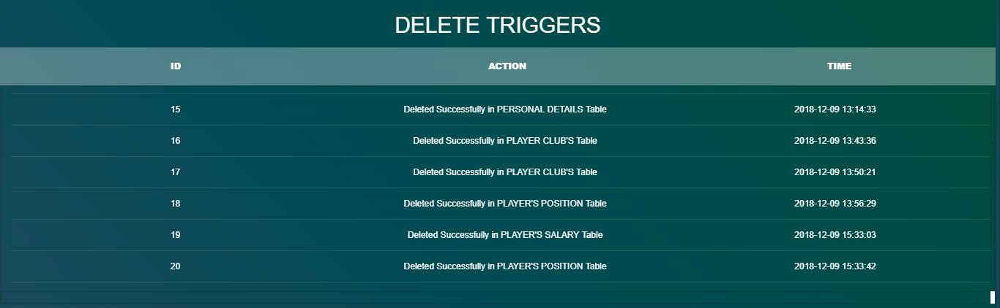 DELETE TRIGGERS
ID ACTION TIME
15 Deleted Successfully in PERSONAL DETAILS Table 2018-12-09 13:14:33
16 Deleted Successfully in PLAYER CLUB'S Table 2018-12-09 13:43:36
17 Deleted Successfully in PLAYER CLUB'S Table 2018-12-09 13:50:21
18 Deleted Successfully in PLAYER'S POSITION Table 2018-12-09 13:56:29
19 Deleted Successfully in PLAYER'S SALARY Table 2018-12-09 15:33:03
20 Deleted Successfully in PLAYER'S POSITION Table 2018-12-09 15:33:42